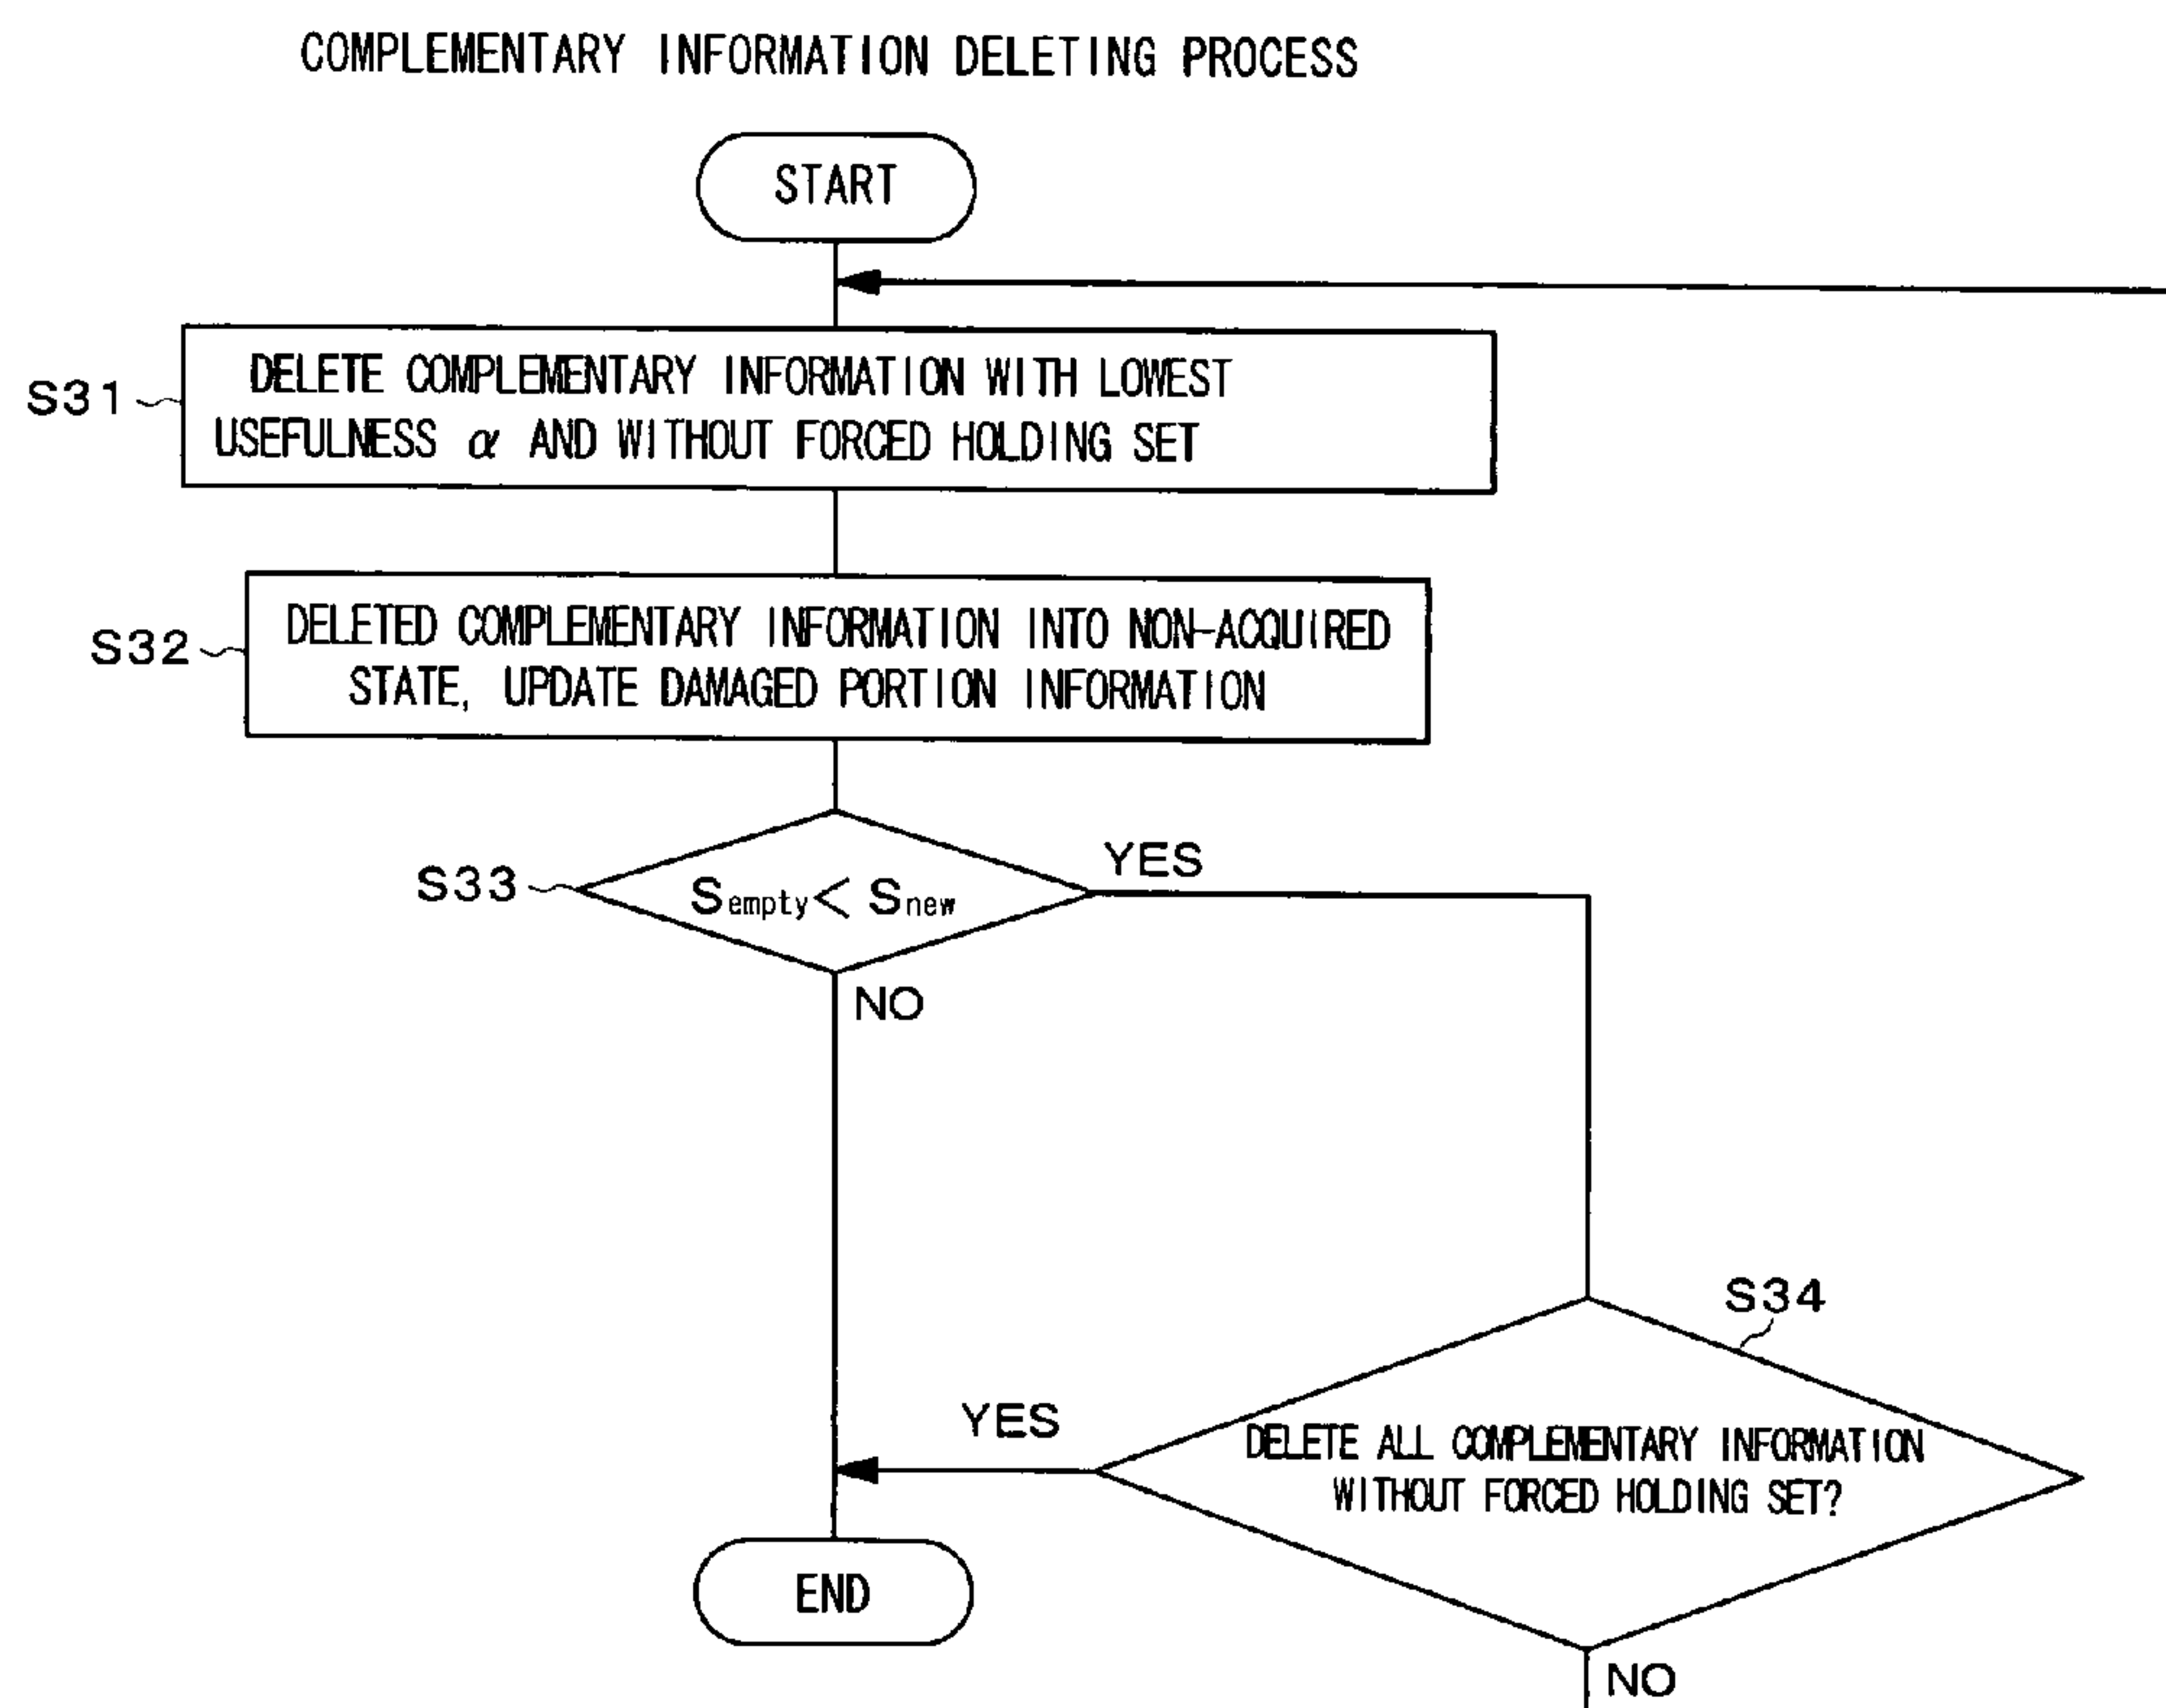 COMPLEMENTARY INFORMATION DELETING PROCESS
START
S31
DELETE COMPLEMENTARY INFORMATION WITH LOWEST
USEFULNESS α AND WITHOUT FORCED HOLDING SET
S32
DELETED COMPLEMENTARY INFORMATION INTO NON-ACQUIRED
STATE, UPDATE DAMAGED PORTION INFORMATION
S33
Sempty < Snew
YES
NO
S34
DELETE ALL COMPLEMENTARY INFORMATION
WITHOUT FORCED HOLDING SET?
YES
END
NO